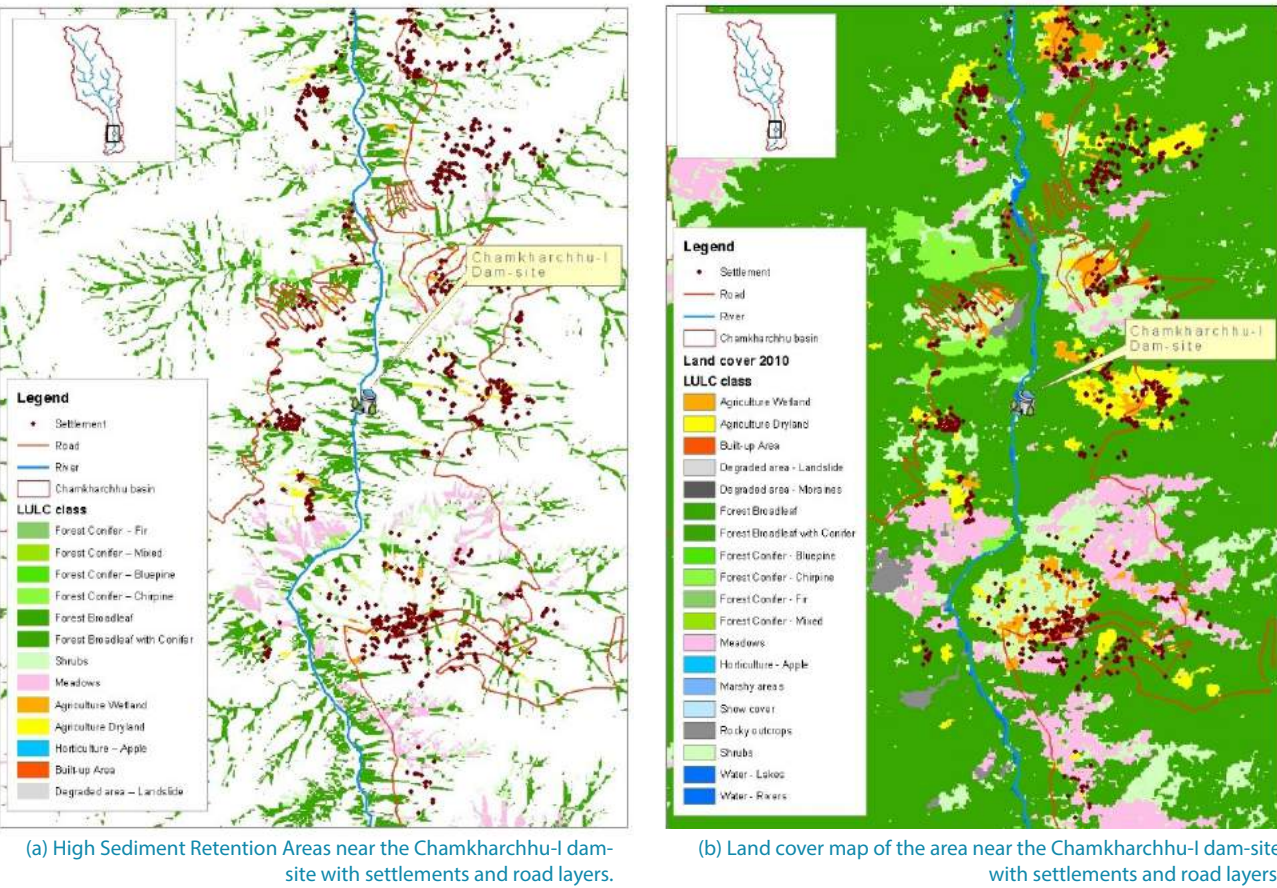 Chamkharchhu-I
Dam-site
Legend
Settlement
Road
River
Chamkharchhu basin
LULC class
Forest Conifer - Fir
Forest Conifer – Mixed
Forest Conifer – Bluepine
Forest Conifer – Chirpine
Forest Broadleaf
Forest Broadleaf with Conifer
Shrubs
Meadows
Agriculture Wetland
Agriculture Dryland
Horticulture – Apple
Built-up Area
Degraded area – Landslide
(a) High Sediment Retention Areas near the Chamkharchhu-I dam-
site with settlements and road layers.
Chamkharchhu-I
Dam-site
Legend
Settlement
Road
River
Chamkharchhu basin
Land cover 2010
LULC class
Agriculture Wetland
Agriculture Dryland
Built-up Area
Degraded area - Landslide
Degraded area - Moraines
Forest Broadleaf
Forest Broadleaf with Conifer
Forest Conifer - Bluepine
Forest Conifer - Chirpine
Forest Conifer - Fir
Forest Conifer - Mixed
Meadows
Horticulture - Apple
Marshy areas
Snow cover
Rocky outcrops
Shrubs
Water - Lakes
Water - Rivers
(b) Land cover map of the area near the Chamkharchhu-I dam-site
with settlements and road layers